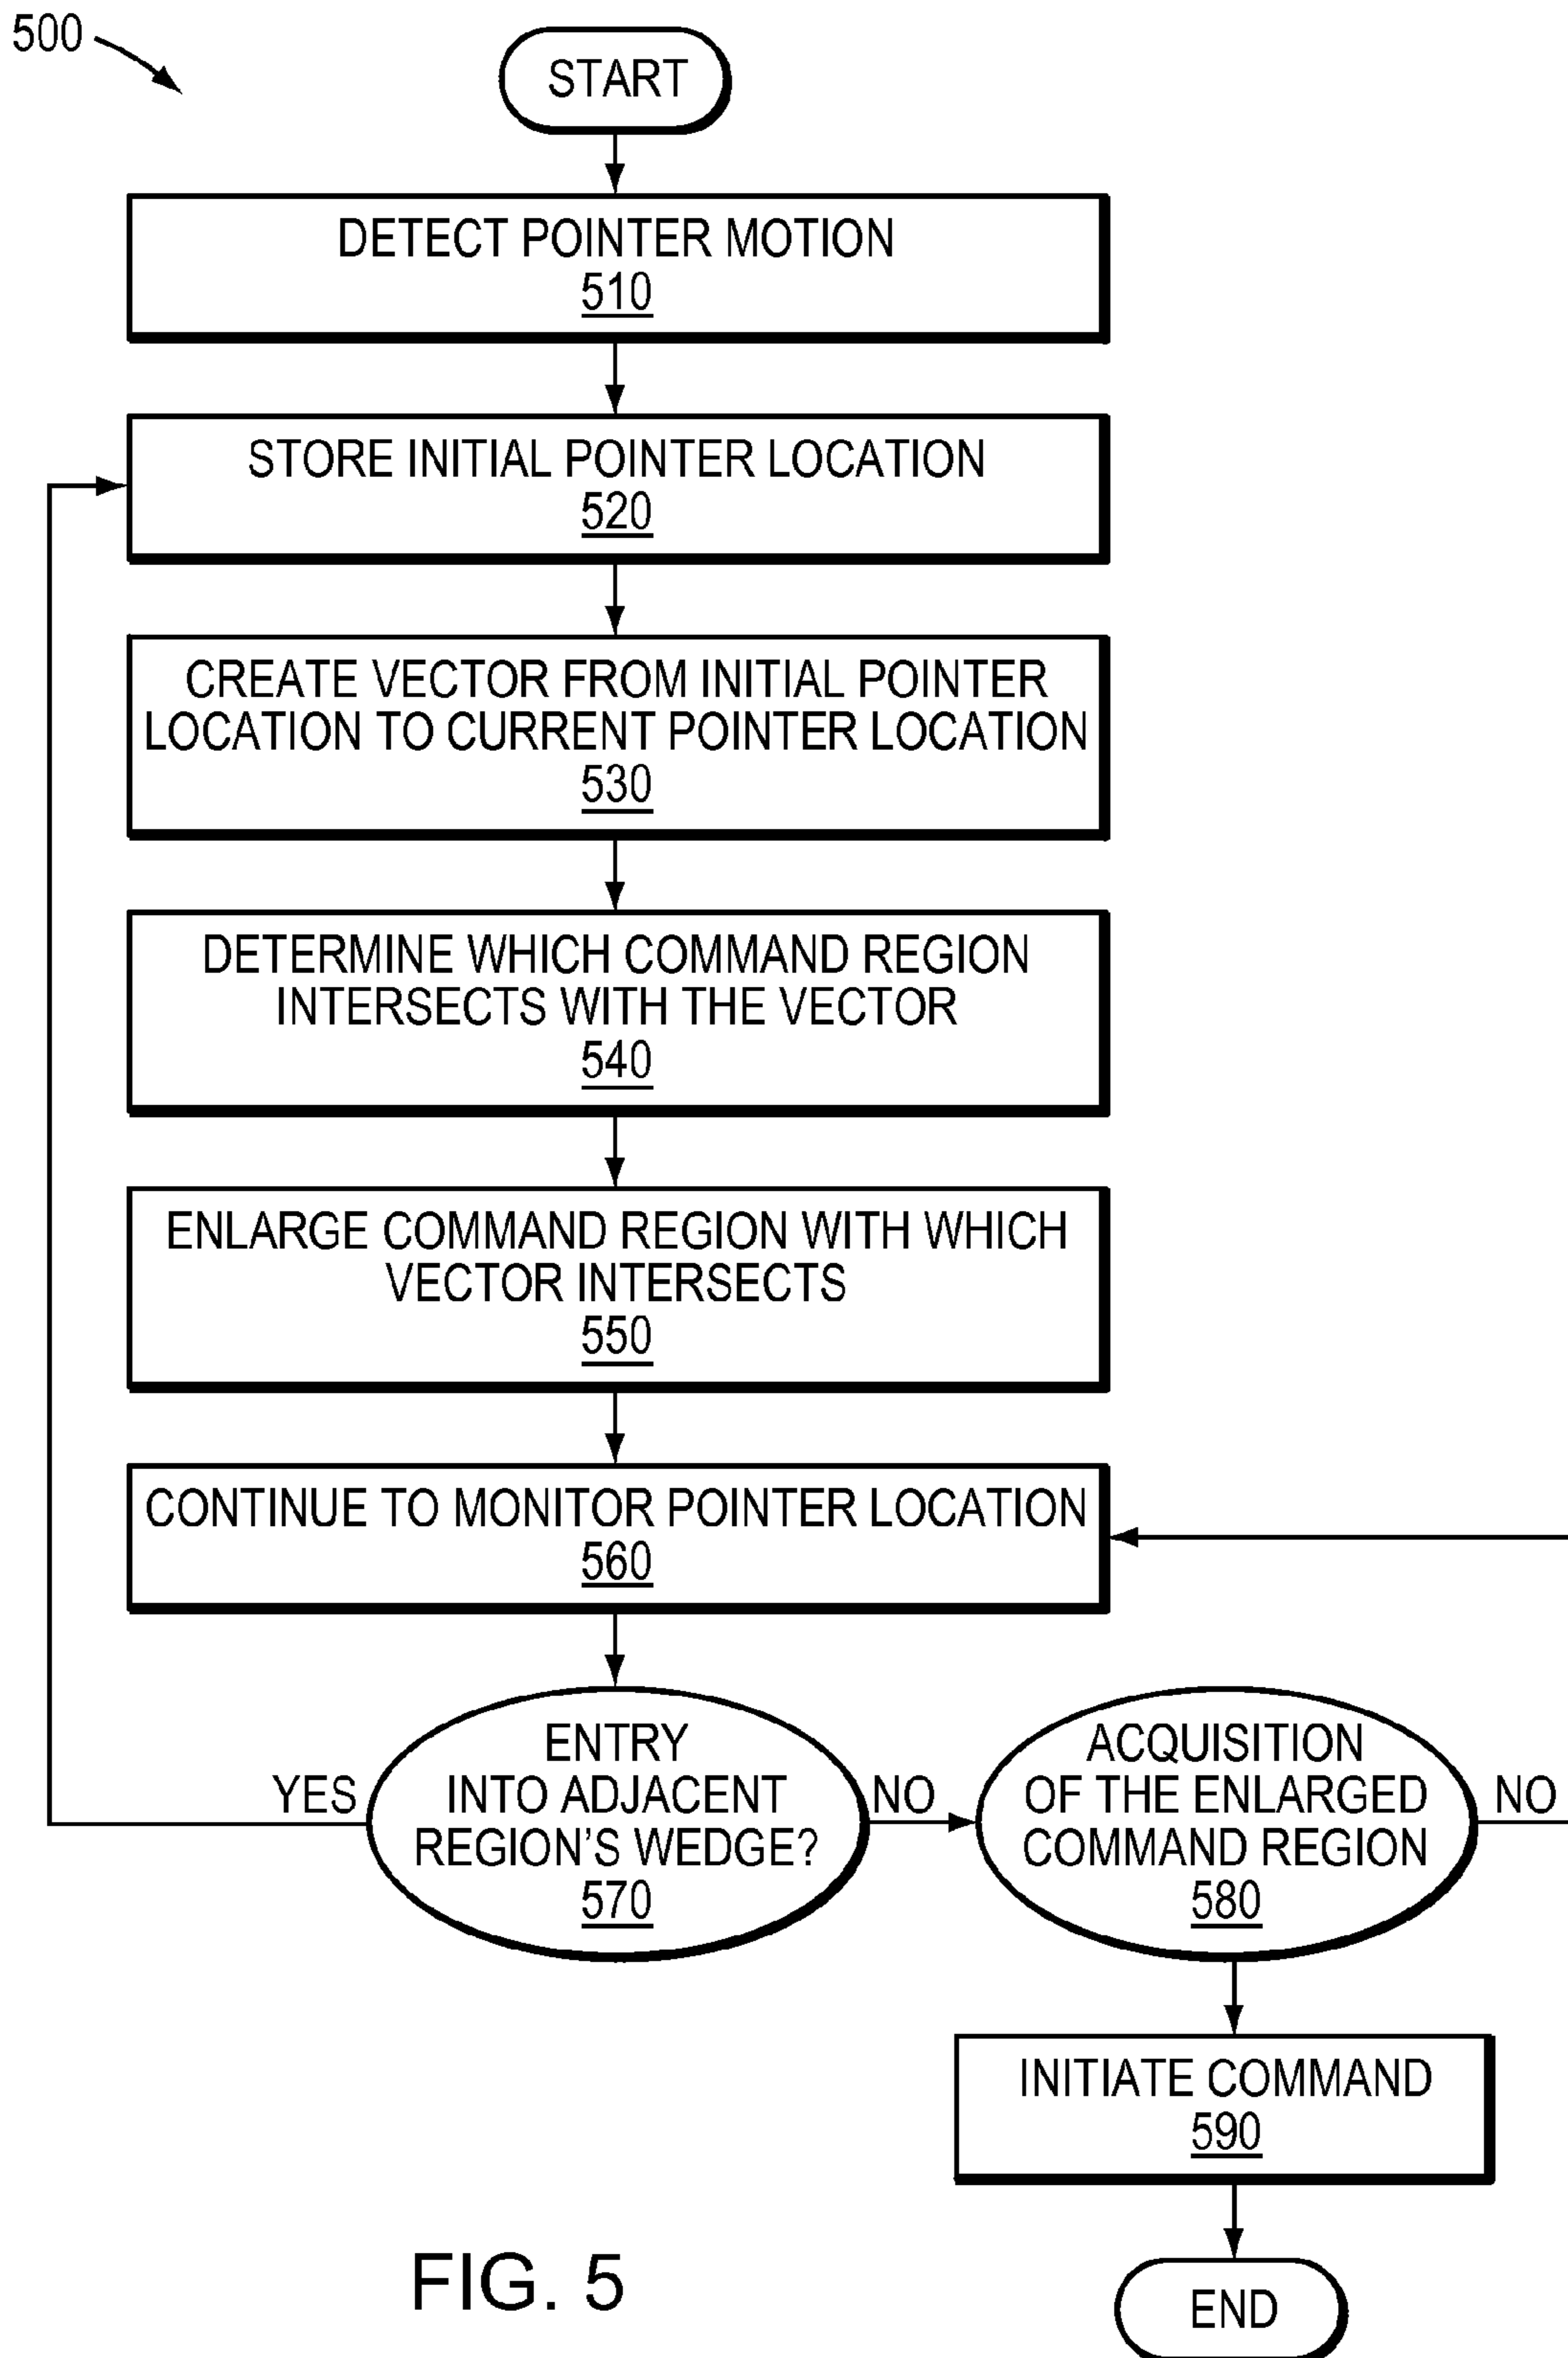 500
START
DETECT POINTER MOTION
510
STORE INITIAL POINTER LOCATION
520
CREATE VECTOR FROM INITIAL POINTER
LOCATION TO CURRENT POINTER LOCATION
530
DETERMINE WHICH COMMAND REGION
INTERSECTS WITH THE VECTOR
540
ENLARGE COMMAND REGION WITH WHICH
VECTOR INTERSECTS
550
CONTINUE TO MONITOR POINTER LOCATION
560
YES
ENTRY
INTO ADJACENT
REGION'S WEDGE?
570
NO
ACQUISITION
OF THE ENLARGED
COMMAND REGION
580
NO
INITIATE COMMAND
590
END
FIG. 5